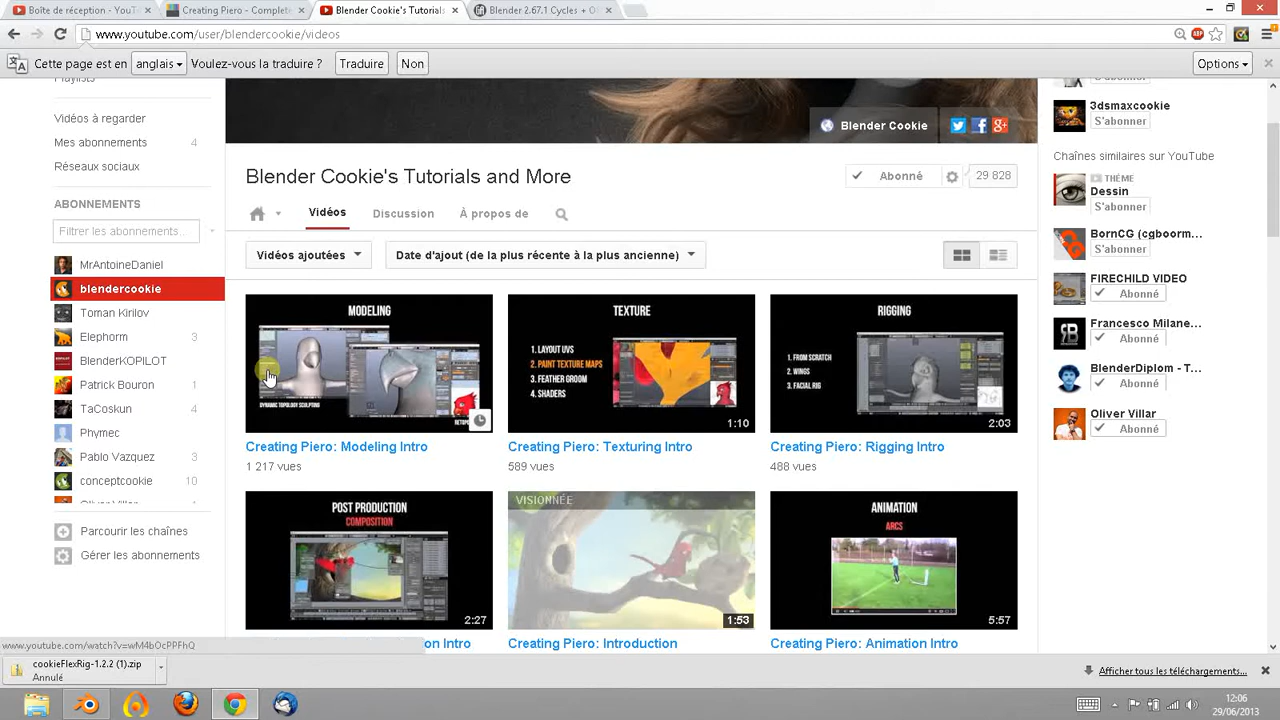 Boîte de réception - YouT
Creating Piero - Complete
Blender Cookie's Tutorials
Blender 2.67.1 Cycles + O
www.youtube.com/user/blendercookie/videos
Cette page est en anglais Voulez-vous la traduire ? Traduire Non Options
Playlists
Vidéos à regarder
Mes abonnements 4
Réseaux sociaux
ABONNEMENTS
Filtrer les abonnements...
MrAntoineDaniel
blendercookie
Toman Kirilov
Elephorm 3
BlenderKOPILOT
Patrick Bouron 1
TaCoskun
Phymec
Pablo Vazquez 3
conceptcookie 10
Parcourir les chaînes
Gérer les abonnements
Blender Cookie
Blender Cookie's Tutorials and More
Abonné 29 828
Vidéos Discussion À propos de
Vidéos ajoutées Date d'ajout (de la plus récente à la plus ancienne)
MODELING
DYNAMIC TOPOLOGY SCULPTING
Creating Piero: Modeling Intro
1 217 vues
TEXTURE
1. LAYOUT UVS
2. PAINT TEXTURE MAPS
3. FEATHER GROOM
4. SHADERS
1:10
Creating Piero: Texturing Intro
589 vues
RIGGING
1. FROM SCRATCH
2. WINGS
3. FACIAL RIG
2:03
Creating Piero: Rigging Intro
488 vues
POST PRODUCTION
COMPOSITION
2:27
on Intro
VISIONNÉE
1:53
Creating Piero: Introduction
ANIMATION
ARCS
5:57
Creating Piero: Animation Intro
S'abonner
3dsmaxcookie
S'abonner
Chaînes similaires sur YouTube
THÈME
Dessin
S'abonner
BornCG (cgboorm...
S'abonner
FIRECHILD VIDEO
Abonné
Francesco Milane...
Abonné
BlenderDiplom - T...
Abonné
Oliver Villar
Abonné
www.youtube.com/watch?v=wM4bOcPPFhQ
cookieFlexRig-1.2.2 (1).zip
Annulé
Afficher tous les téléchargements...
12:06
29/06/2013